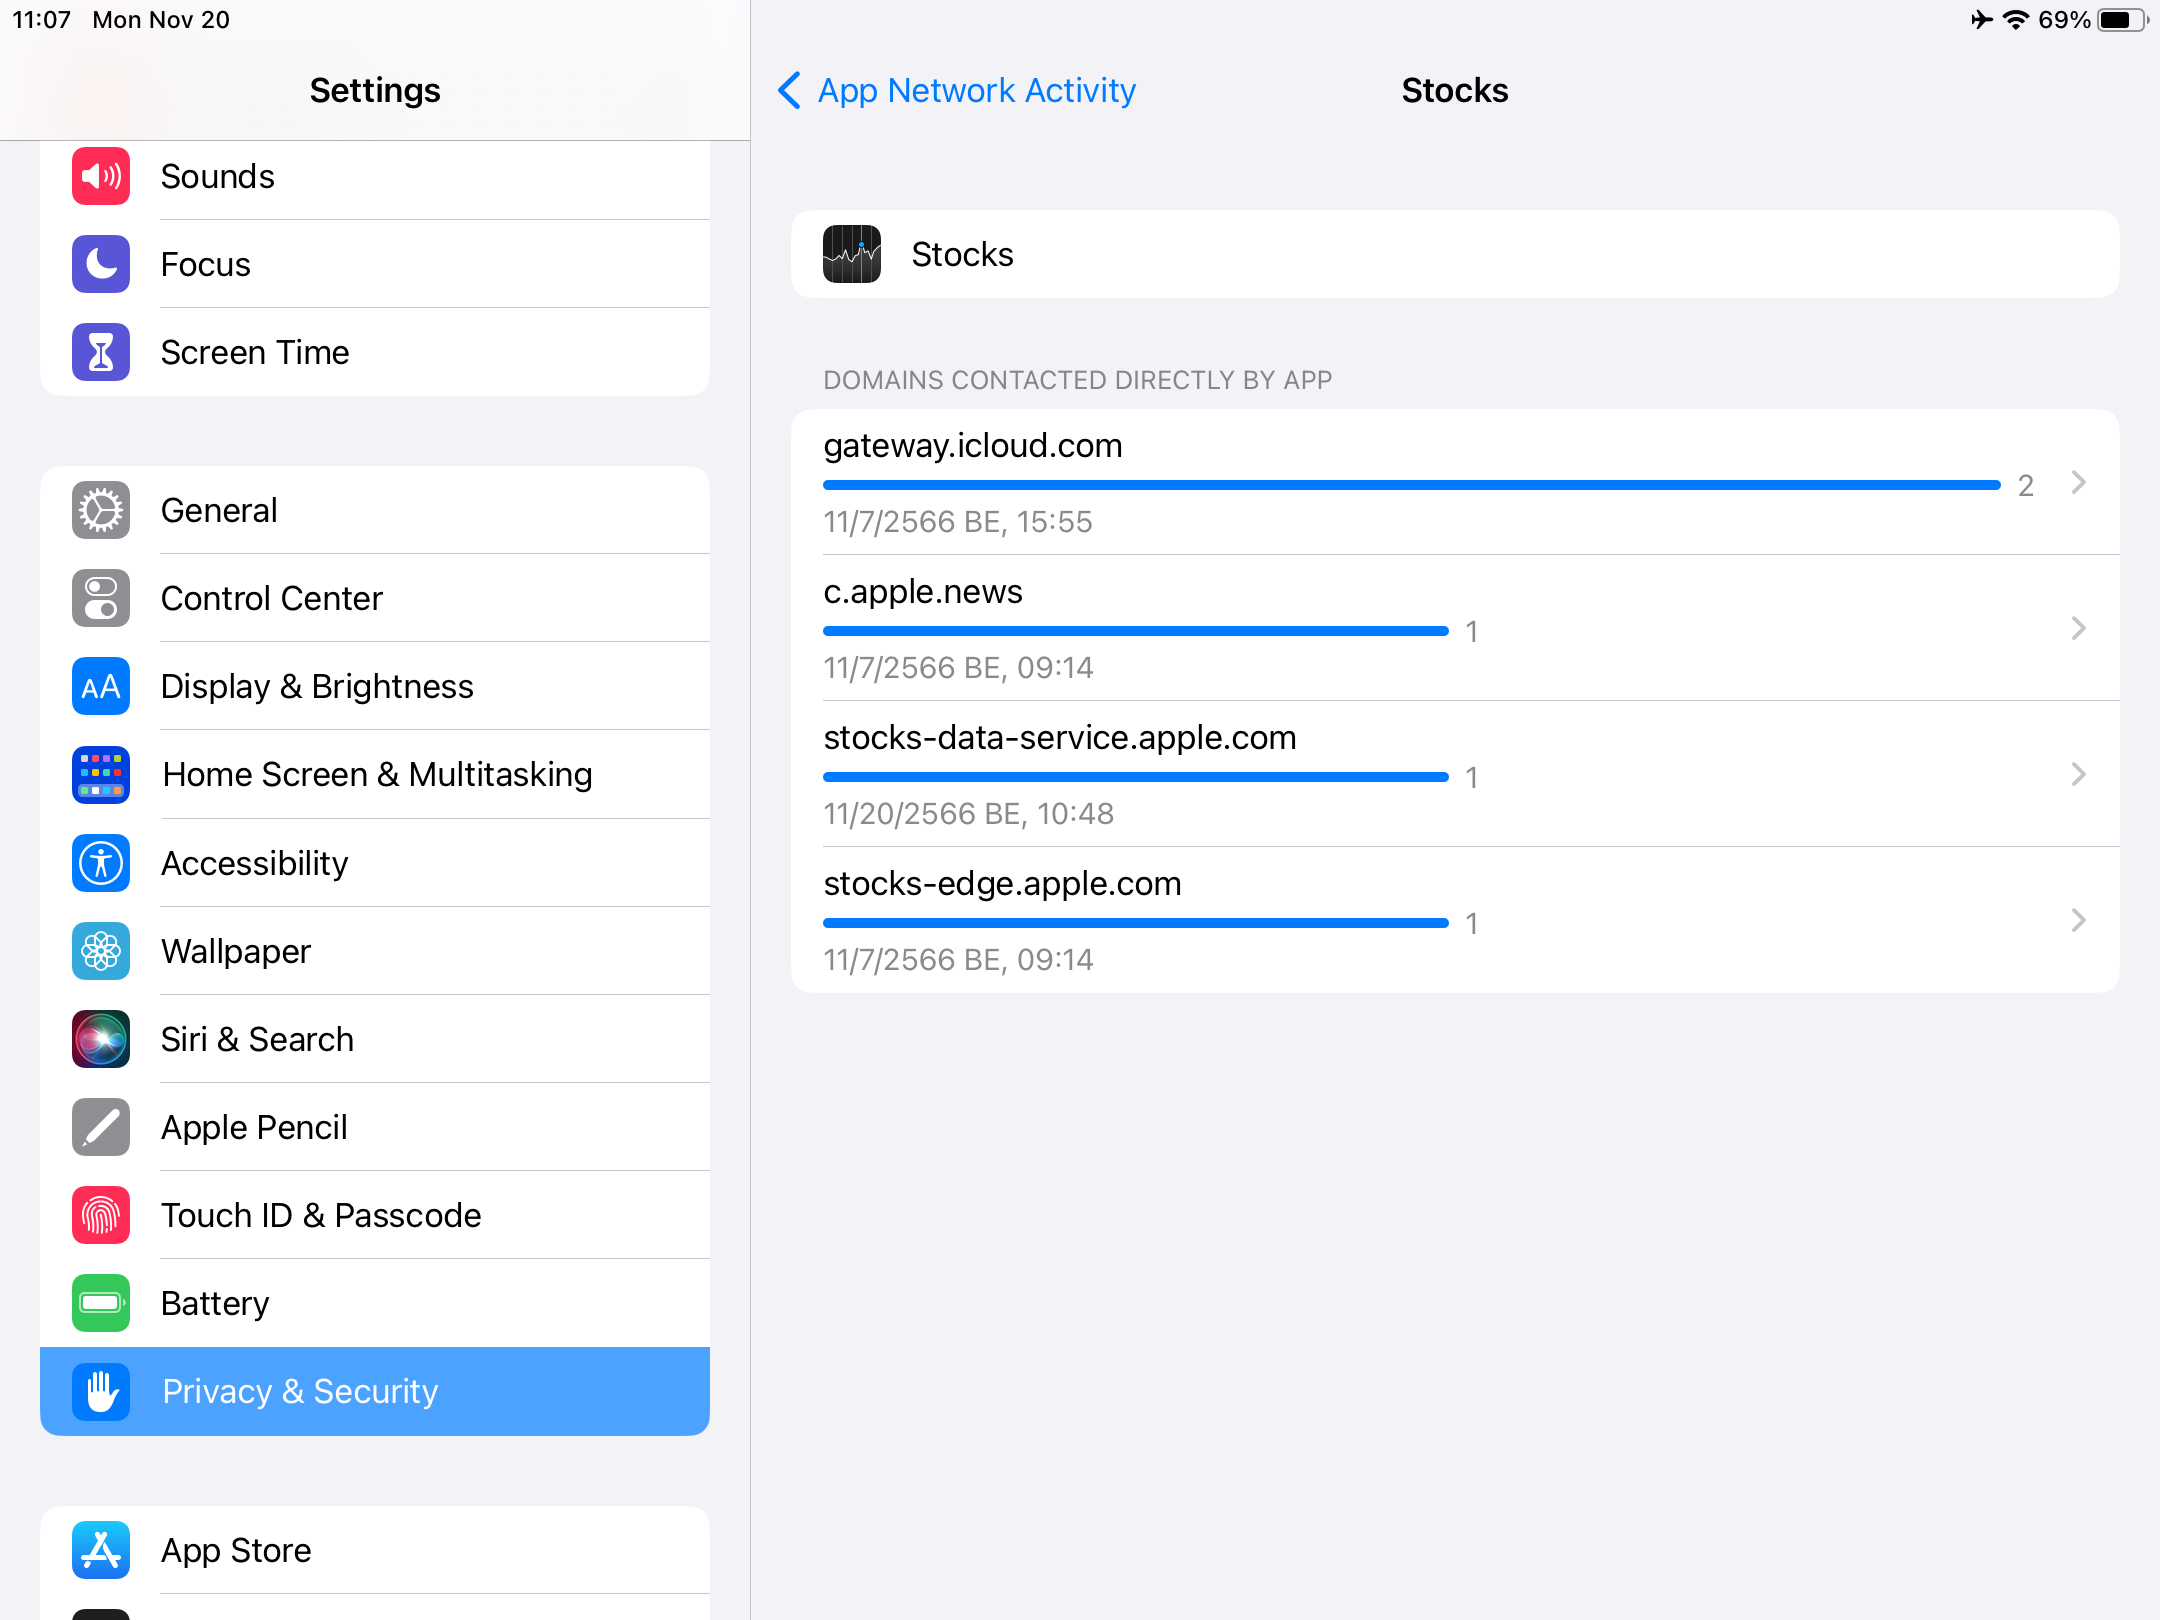 11:07 Mon Nov 20
69%
Settings
Sounds
Focus
Screen Time
General
Control Center
AA Display & Brightness
Home Screen & Multitasking
Accessibility
Wallpaper
Siri & Search
Apple Pencil
Touch ID & Passcode
Battery
Privacy & Security
App Store
App Network Activity
Stocks
Stocks
DOMAINS CONTACTED DIRECTLY BY APP
gateway.icloud.com
2
11/7/2566 BE, 15:55
c.apple.news
1
11/7/2566 BE, 09:14
stocks-data-service.apple.com
1
11/20/2566 BE, 10:48
stocks-edge.apple.com
1
11/7/2566 BE, 09:14